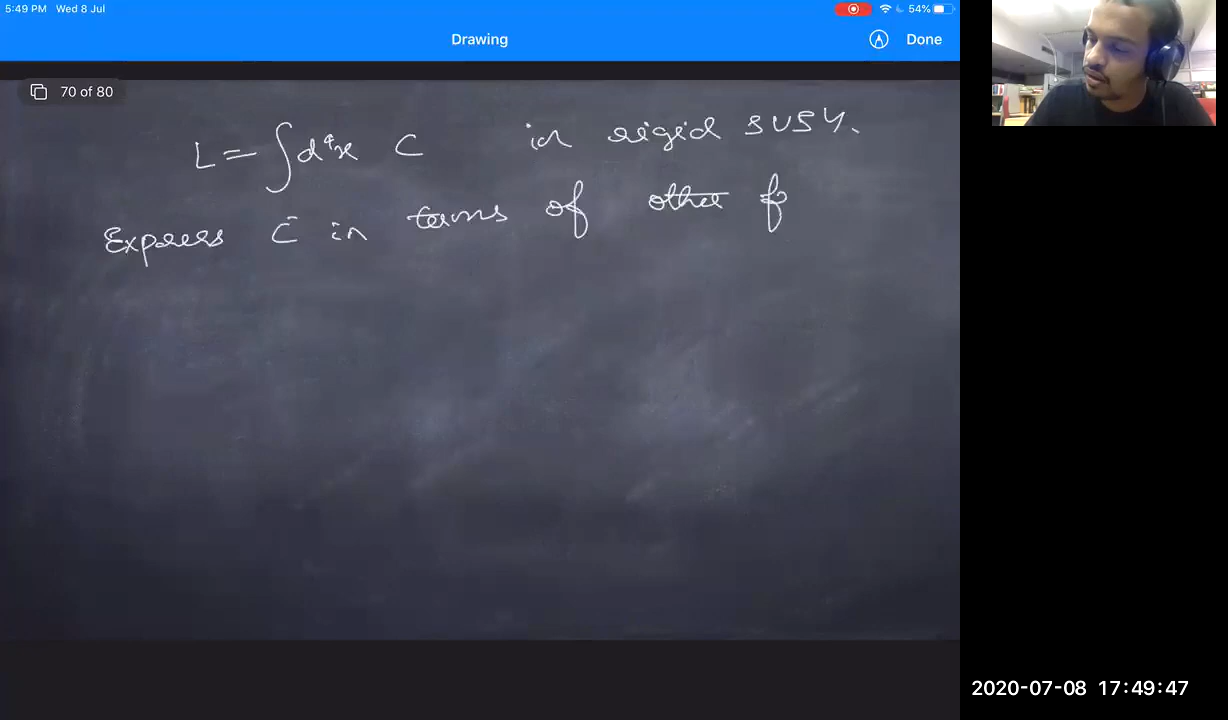 5:49 PM Wed 8 Jul
54%
Drawing
Done
70 of 80
L = ∫d⁴x C in rigid SUSY.
Express C in terms of other f
2020-07-08 17:49:47